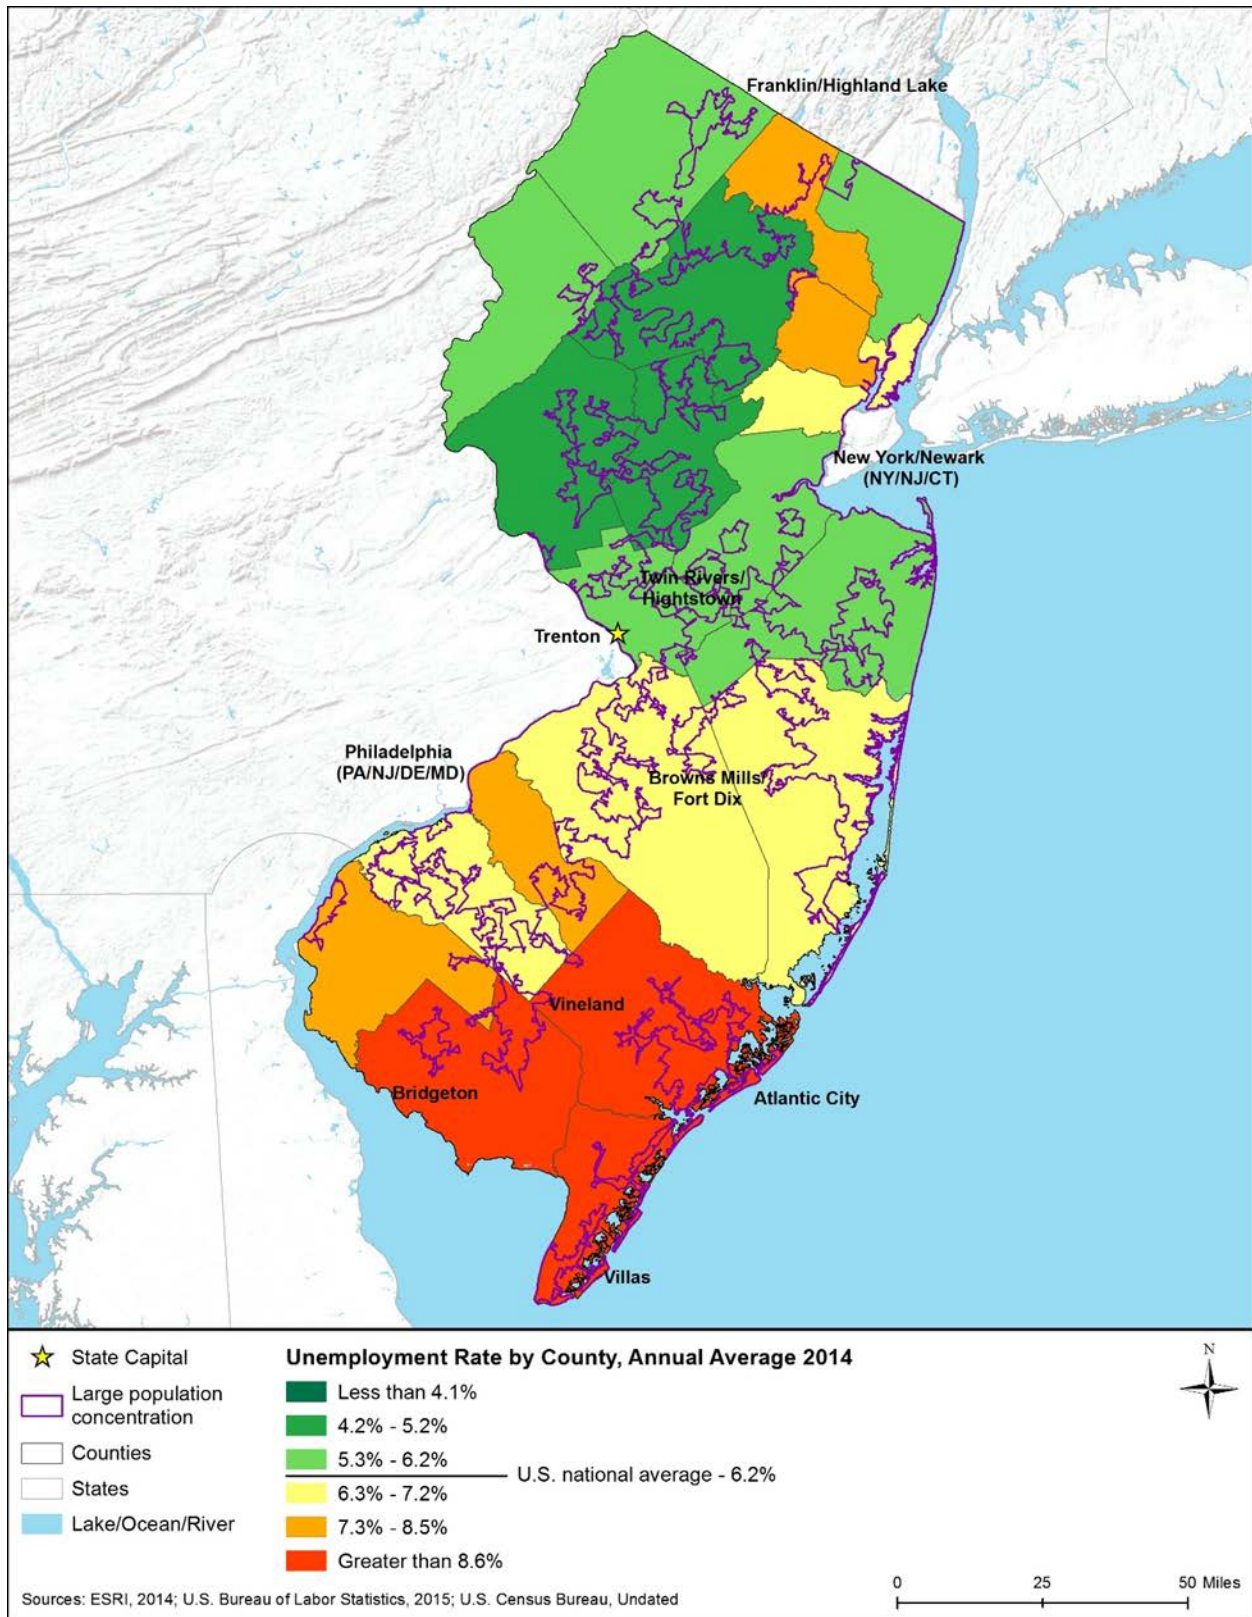 Franklin/Highland Lake
New York/Newark
(NY/NJ/CT)
Twin Rivers/
Hightstown
Trenton
Philadelphia
(PA/NJ/DE/MD)
Browns Mills/
Fort Dix
Vineland
Bridgeton
Atlantic City
Villas
State Capital
Large population
concentration
Counties
States
Lake/Ocean/River
Unemployment Rate by County, Annual Average 2014
Less than 4.1%
4.2% - 5.2%
5.3% - 6.2%
U.S. national average - 6.2%
6.3% - 7.2%
7.3% - 8.5%
Greater than 8.6%
N
0 25 50 Miles
Sources: ESRI, 2014; U.S. Bureau of Labor Statistics, 2015; U.S. Census Bureau, Undated